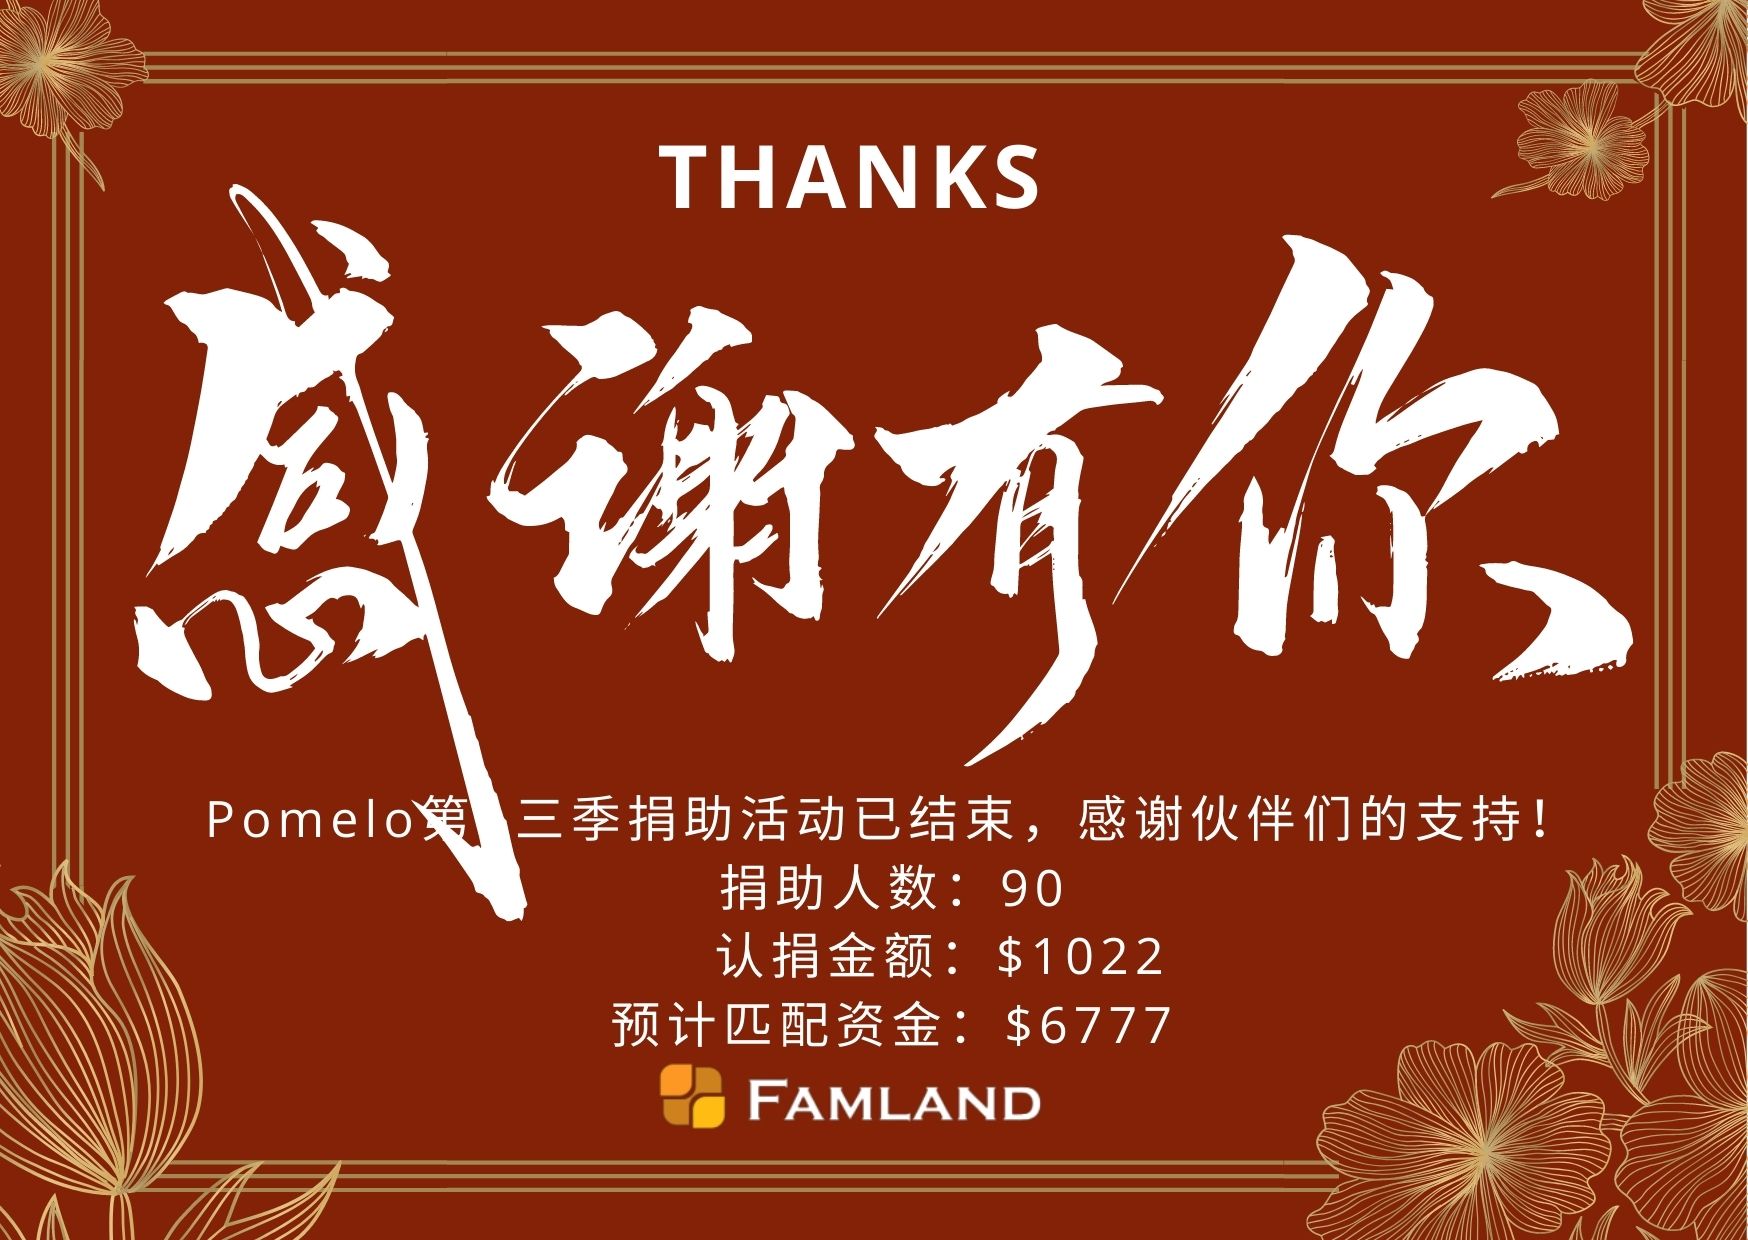 THANKS
感谢有你
Pomelo第三季捐助活动已结束，感谢伙伴们的支持！
捐助人数：90
认捐金额：$1022
预计匹配资金：$6777
FAMLAND